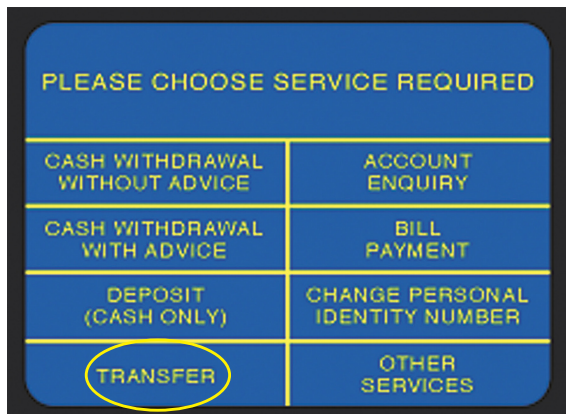 PLEASE CHOOSE SERVICE REQUIRED
CASH WITHDRAWAL
WITHOUT ADVICE
ACCOUNT
ENQUIRY
CASH WITHDRAWAL
WITH ADVICE
BILL
PAYMENT
DEPOSIT
(CASH ONLY)
CHANGE PERSONAL
IDENTITY NUMBER
TRANSFER
OTHER
SERVICES